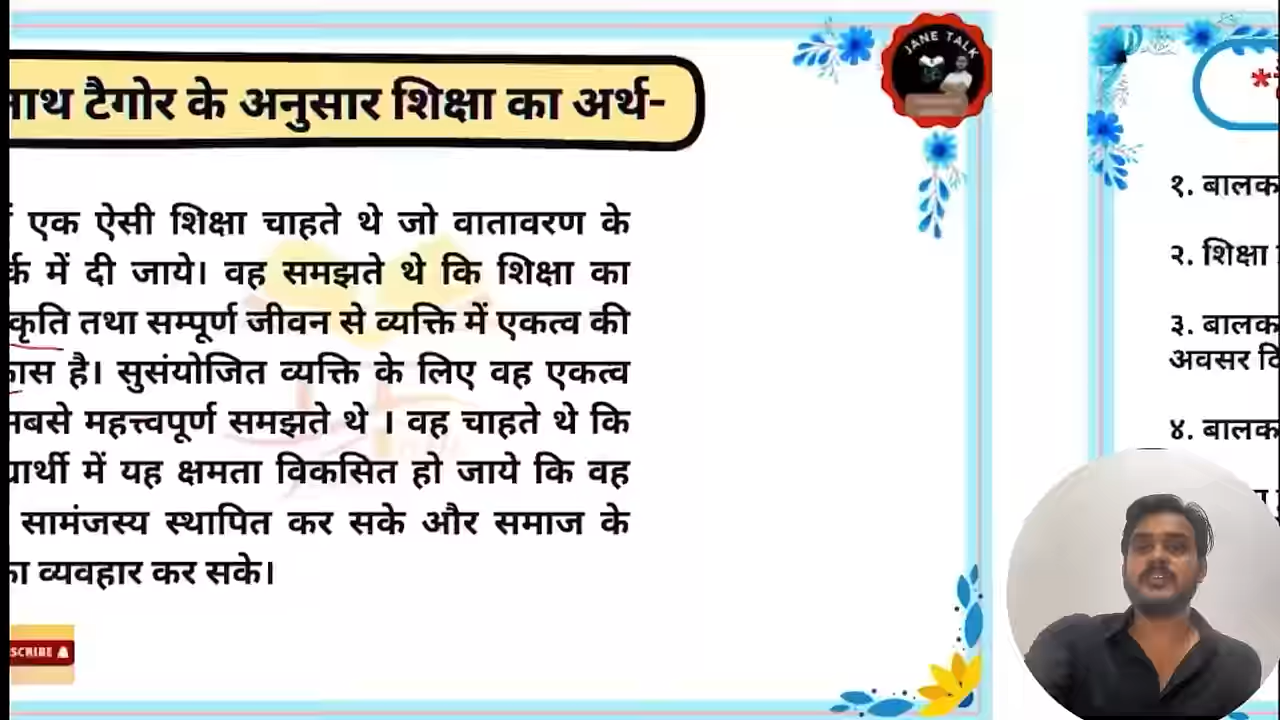 टैगोर के अनुसार शिक्षा का अर्थ-
JANE TALK
एक ऐसी शिक्षा चाहते थे जो वातावरण के
में दी जाये। वह समझते थे कि शिक्षा का
तथा सम्पूर्ण जीवन से व्यक्ति में एकत्व की
है। सुसंयोजित व्यक्ति के लिए वह एकत्व
महत्त्वपूर्ण समझते थे । वह चाहते थे कि
में यह क्षमता विकसित हो जाये कि वह
सामंजस्य स्थापित कर सके और समाज के
व्यवहार कर सके।
१. बालक
२. शिक्षा
३. बालक
अवसर
४. बालक